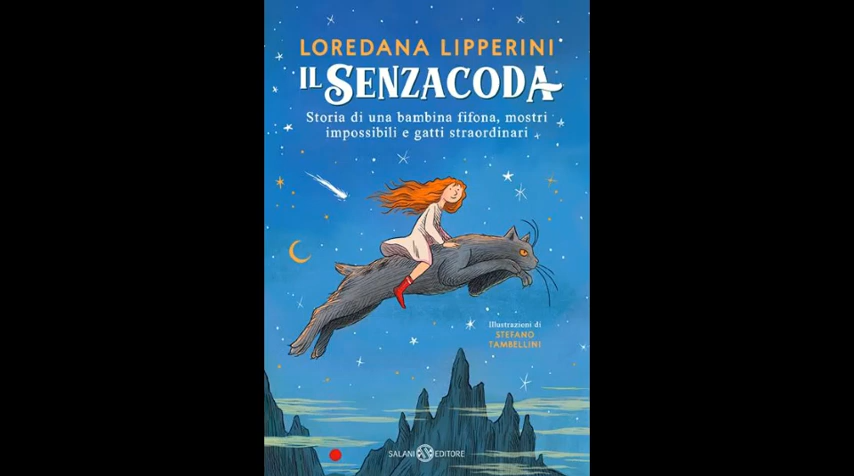 LOREDANA LIPPERINI
IL SENZACODA
Storia di una bambina fifona, mostri
impossibili e gatti straordinari
Illustrazioni di
STEFANO
TAMBELLINI
SALANI EDITORE